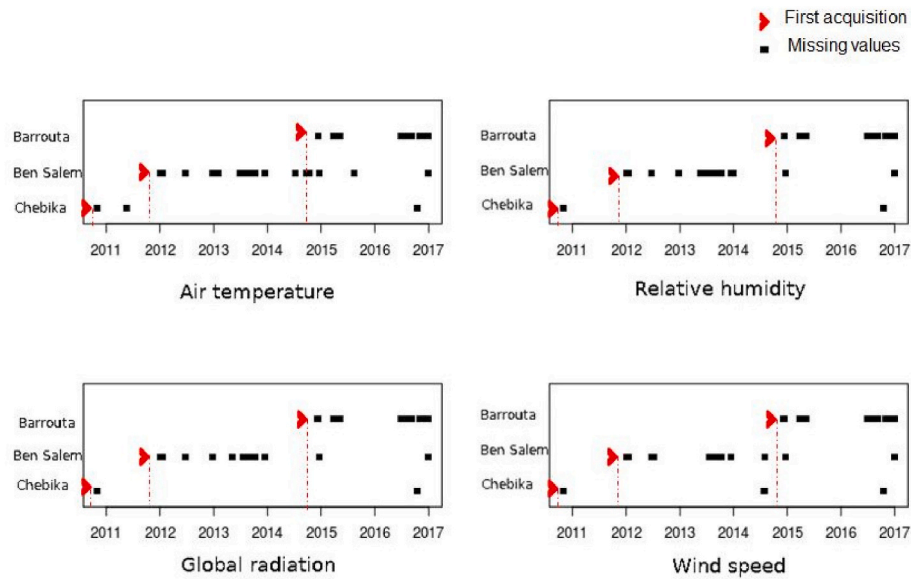 First acquisition
Missing values
Barrouta
Ben Salem
Chebika
2011 2012 2013 2014 2015 2016 2017
Air temperature
Barrouta
Ben Salem
Chebika
2011 2012 2013 2014 2015 2016 2017
Relative humidity
Barrouta
Ben Salem
Chebika
2011 2012 2013 2014 2015 2016 2017
Global radiation
Barrouta
Ben Salem
Chebika
2011 2012 2013 2014 2015 2016 2017
Wind speed